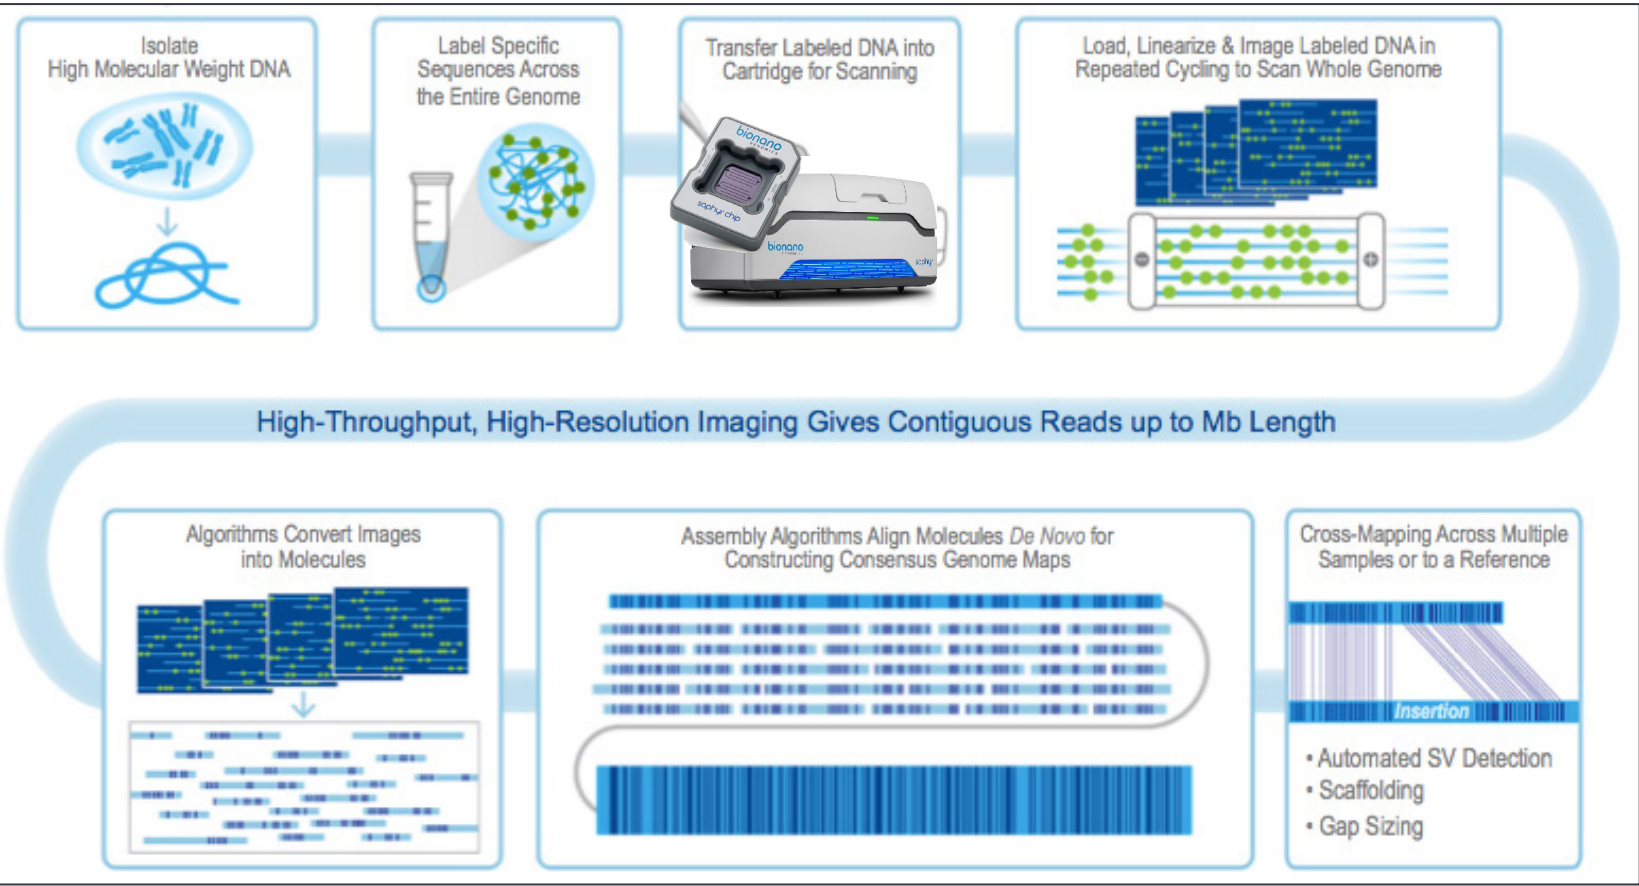 Isolate
High Molecular Weight DNA
Label Specific
Sequences Across
the Entire Genome
Transfer Labeled DNA into
Cartridge for Scanning
bionano
GENOMICS
saphyr chip
bionano
saphyr
Load, Linearize & Image Labeled DNA in
Repeated Cycling to Scan Whole Genome
High-Throughput, High-Resolution Imaging Gives Contiguous Reads up to Mb Length
Algorithms Convert Images
into Molecules
Assembly Algorithms Align Molecules De Novo for
Constructing Consensus Genome Maps
Cross-Mapping Across Multiple
Samples or to a Reference
Insertion
• Automated SV Detection
• Scaffolding
• Gap Sizing